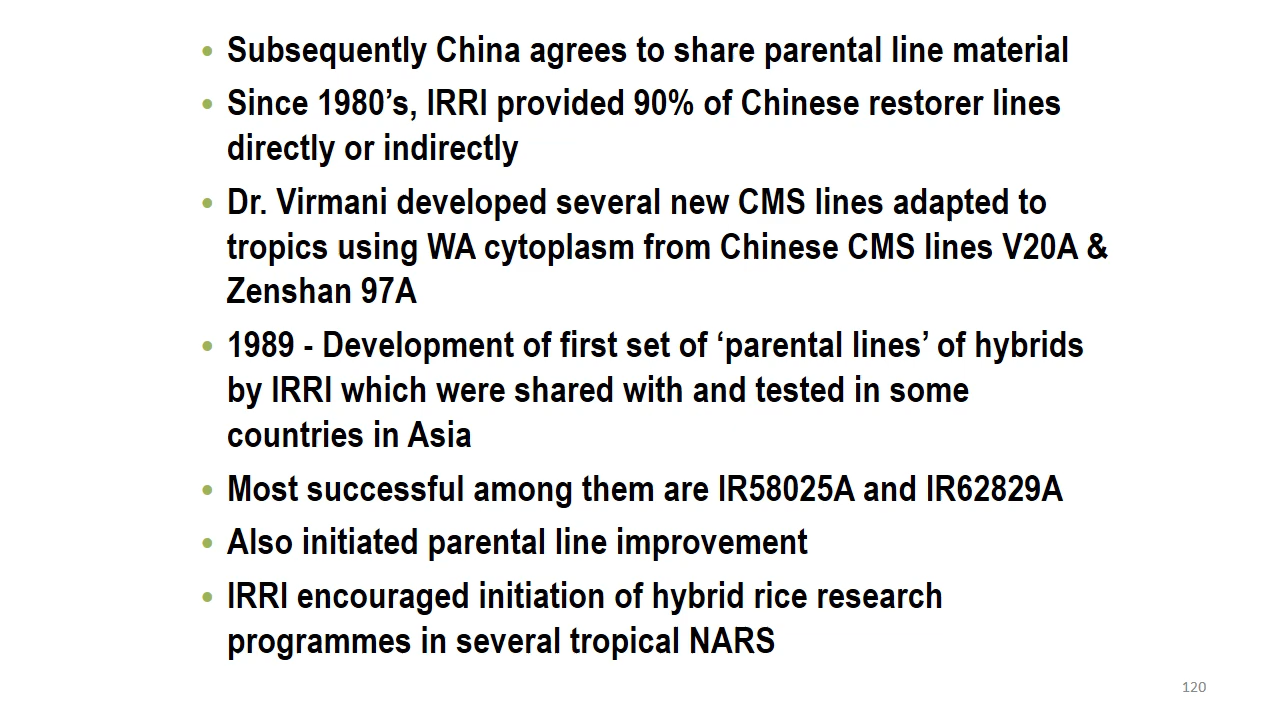 • Subsequently China agrees to share parental line material
• Since 1980’s, IRRI provided 90% of Chinese restorer lines
directly or indirectly
• Dr. Virmani developed several new CMS lines adapted to
tropics using WA cytoplasm from Chinese CMS lines V20A &
Zenshan 97A
• 1989 - Development of first set of ‘parental lines’ of hybrids
by IRRI which were shared with and tested in some
countries in Asia
• Most successful among them are IR58025A and IR62829A
• Also initiated parental line improvement
• IRRI encouraged initiation of hybrid rice research
programmes in several tropical NARS
120